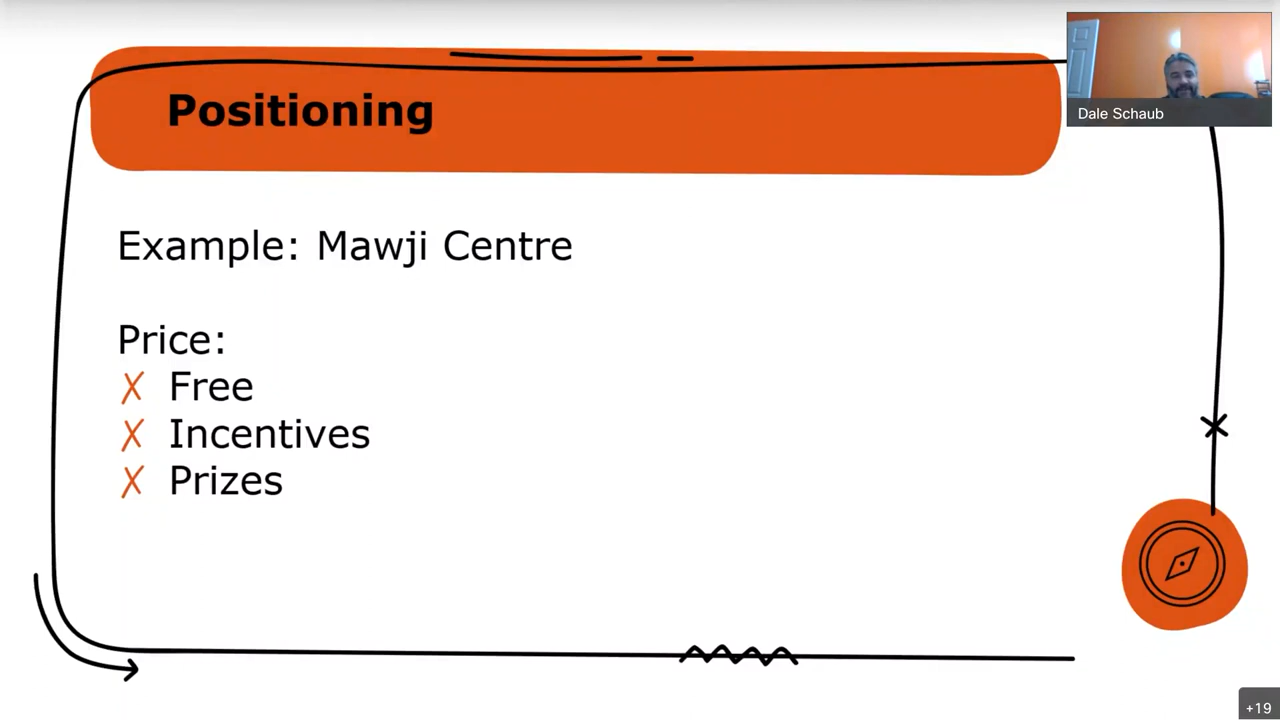 Positioning
Dale Schaub
Example: Mawji Centre
Price:
Free
Incentives
Prizes
+19